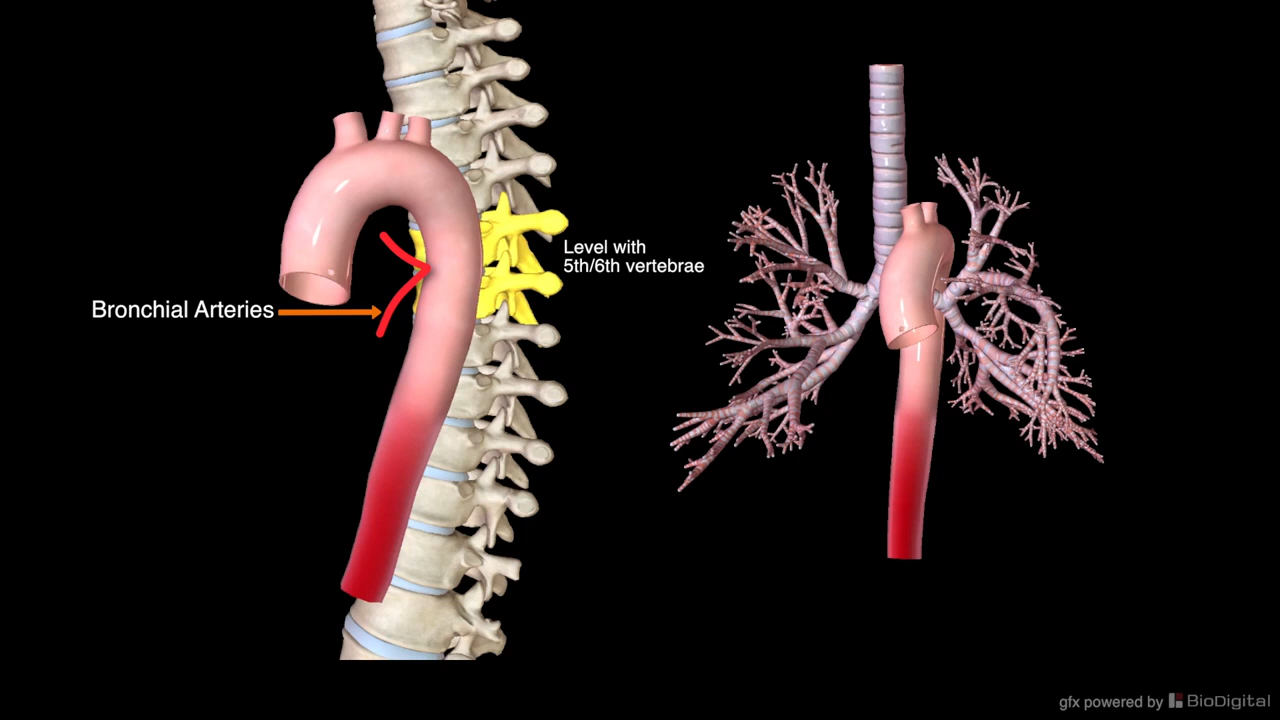 Level with
5th/6th vertebrae
Bronchial Arteries
gfx powered by BioDigital